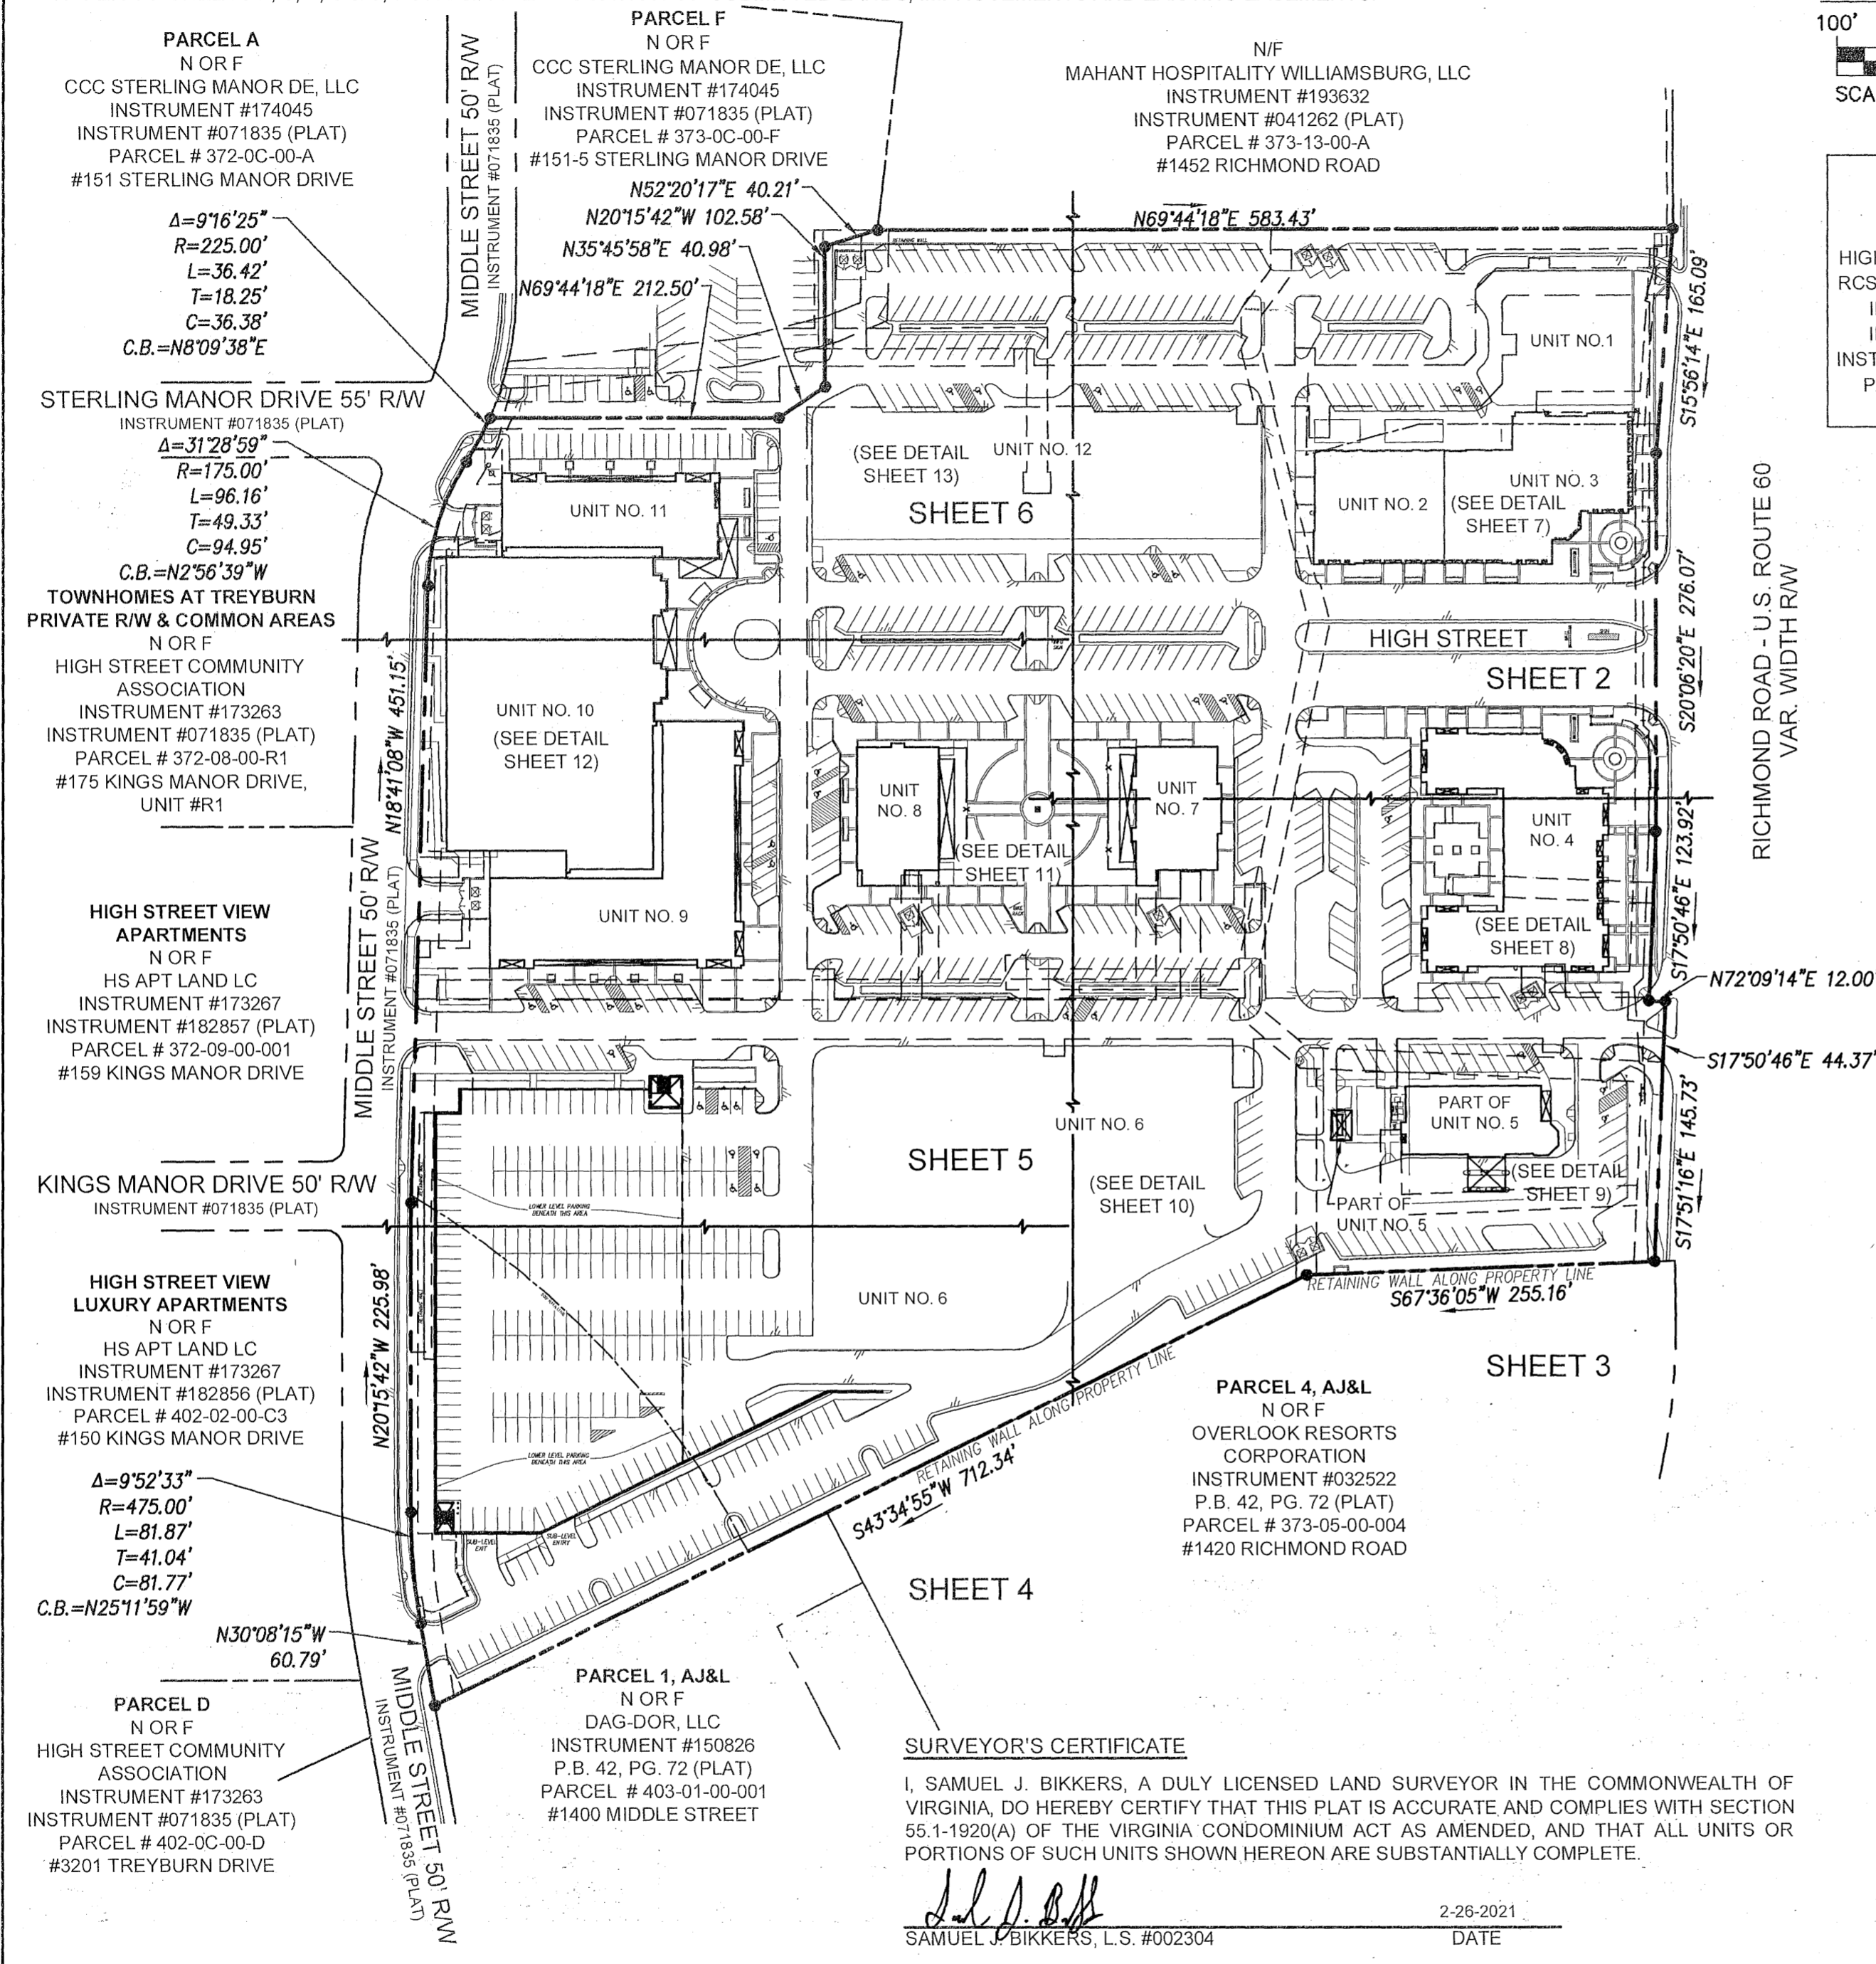 PARCEL A
N OR F
CCC STERLING MANOR DE, LLC
INSTRUMENT #174045
INSTRUMENT #071835 (PLAT)
PARCEL # 372-0C-00-A
#151 STERLING MANOR DRIVE
MIDDLE STREET 50' R/W
INSTRUMENT #071835 (PLAT)
PARCEL F
N OR F
CCC STERLING MANOR DE, LLC
INSTRUMENT #174045
INSTRUMENT #071835 (PLAT)
PARCEL # 373-0C-00-F
#151-5 STERLING MANOR DRIVE
N/F
MAHANT HOSPITALITY WILLIAMSBURG, LLC
INSTRUMENT #193632
INSTRUMENT #041262 (PLAT)
PARCEL # 373-13-00-A
#1452 RICHMOND ROAD
100'
SCA
HIGH
RCS
INST
P
N52°20'17"E 40.21'
N20°15'42"W 102.58'
N35°45'58"E 40.98'
N69°44'18"E 212.50'
N69°44'18"E 583.43'
RETAINING WALL
S15°56'14"E 165.09'
Δ=9°16'25"
R=225.00'
L=36.42'
T=18.25'
C=36.38'
C.B.=N8°09'38"E
STERLING MANOR DRIVE 55' R/W
INSTRUMENT #071835 (PLAT)
Δ=31°28'59"
R=175.00'
L=96.16'
T=49.33'
C=94.95'
C.B.=N2°56'39"W
TOWNHOMES AT TREYBURN
PRIVATE R/W & COMMON AREAS
N OR F
HIGH STREET COMMUNITY
ASSOCIATION
INSTRUMENT #173263
INSTRUMENT #071835 (PLAT)
PARCEL # 372-08-00-R1
#175 KINGS MANOR DRIVE,
UNIT #R1
N18°41'08"W 451.15'
UNIT NO.1
UNIT NO. 12
(SEE DETAIL
SHEET 13)
SHEET 6
UNIT NO. 11
UNIT NO. 2
UNIT NO. 3
(SEE DETAIL
SHEET 7)
HIGH STREET
SHEET 2
S20°06'20"E 276.07'
RICHMOND ROAD - U.S. ROUTE 60
VAR. WIDTH R/W
UNIT NO. 10
(SEE DETAIL
SHEET 12)
UNIT
NO. 8
UNIT
NO. 7
(SEE DETAIL
SHEET 11)
UNIT
NO. 4
(SEE DETAIL
SHEET 8)
UNIT NO. 9
S17°50'46"E 123.92'
N72°09'14"E 12.00
S17°50'46"E 44.37'
S17°51'16"E 145.73'
HIGH STREET VIEW
APARTMENTS
N OR F
HS APT LAND LC
INSTRUMENT #173267
INSTRUMENT #182857 (PLAT)
PARCEL # 372-09-00-001
#159 KINGS MANOR DRIVE
MIDDLE STREET 50' R/W
INSTRUMENT #071835 (PLAT)
KINGS MANOR DRIVE 50' R/W
INSTRUMENT #071835 (PLAT)
UNIT NO. 6
SHEET 5
(SEE DETAIL
SHEET 10)
PART OF
UNIT NO. 5
(SEE DETAIL
SHEET 9)
PART OF
UNIT NO. 5
LOWER LEVEL PARKING
BENEATH THIS AREA
UNIT NO. 6
RETAINING WALL ALONG PROPERTY LINE
S67°36'05"W 255.16'
SHEET 3
HIGH STREET VIEW
LUXURY APARTMENTS
N OR F
HS APT LAND LC
INSTRUMENT #173267
INSTRUMENT #182856 (PLAT)
PARCEL # 402-02-00-C3
#150 KINGS MANOR DRIVE
N20°15'42"W 225.98'
LOWER LEVEL PARKING
BENEATH THIS AREA
SUB-LEVEL
EXIT
SUB-LEVEL
ENTRY
RETAINING WALL ALONG PROPERTY LINE
S43°34'55"W 712.34'
PARCEL 4, AJ&L
N OR F
OVERLOOK RESORTS
CORPORATION
INSTRUMENT #032522
P.B. 42, PG. 72 (PLAT)
PARCEL # 373-05-00-004
#1420 RICHMOND ROAD
Δ=9°52'33"
R=475.00'
L=81.87'
T=41.04'
C=81.77'
C.B.=N25°11'59"W
N30°08'15"W
60.79'
SHEET 4
PARCEL D
N OR F
HIGH STREET COMMUNITY
ASSOCIATION
INSTRUMENT #173263
INSTRUMENT #071835 (PLAT)
PARCEL # 402-0C-00-D
#3201 TREYBURN DRIVE
MIDDLE STREET 50' R/W
INSTRUMENT #071835 (PLAT)
PARCEL 1, AJ&L
N OR F
DAG-DOR, LLC
INSTRUMENT #150826
P.B. 42, PG. 72 (PLAT)
PARCEL # 403-01-00-001
#1400 MIDDLE STREET
SURVEYOR'S CERTIFICATE
I, SAMUEL J. BIKKERS, A DULY LICENSED LAND SURVEYOR IN THE COMMONWEALTH OF
VIRGINIA, DO HEREBY CERTIFY THAT THIS PLAT IS ACCURATE AND COMPLIES WITH SECTION
55.1-1920(A) OF THE VIRGINIA CONDOMINIUM ACT AS AMENDED, AND THAT ALL UNITS OR
PORTIONS OF SUCH UNITS SHOWN HEREON ARE SUBSTANTIALLY COMPLETE.
2-26-2021
SAMUEL J. BIKKERS, L.S. #002304
DATE